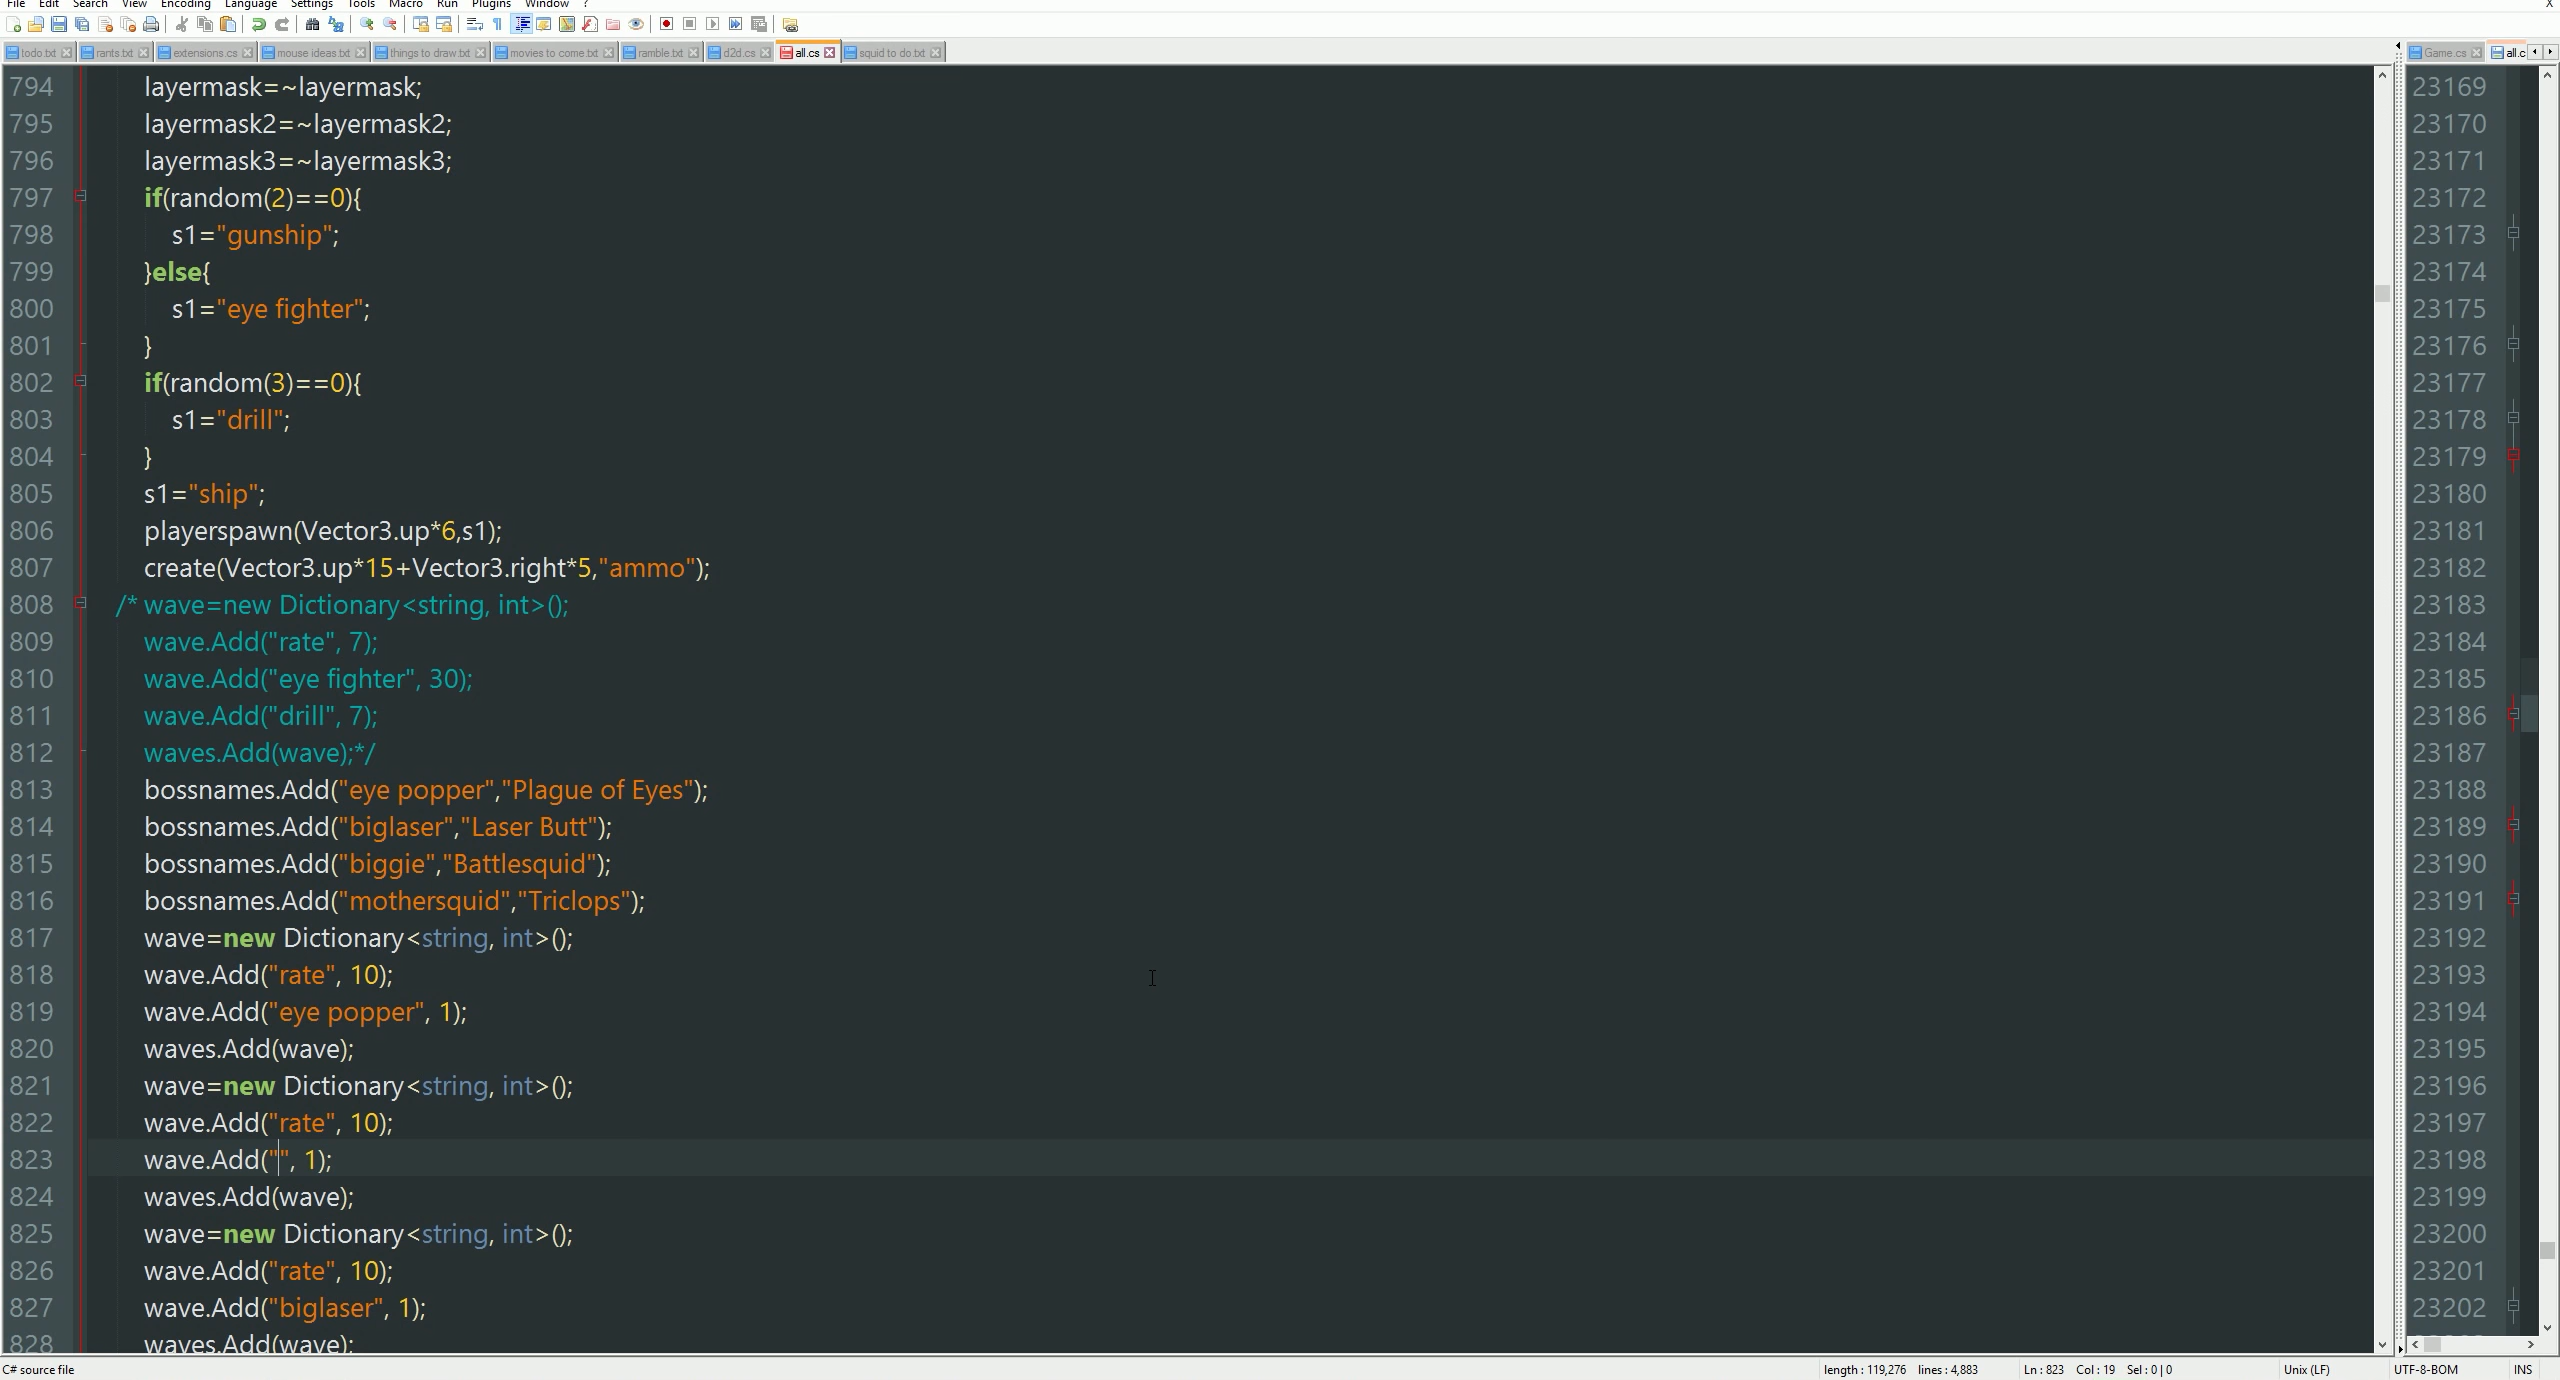 File Edit Search View Encoding Language Settings Tools Macro Run Plugins Window ? X
todo.txt rants.txt extensions.cs mouse ideas.txt things to draw.txt movies to come.txt ramble.txt d2d.cs all.cs squid to do.txt Game.cs all.c
794 layermask=~layermask;
795 layermask2=~layermask2;
796 layermask3=~layermask3;
797 if(random(2)==0){
798 s1="gunship";
799 }else{
800 s1="eye fighter";
801 }
802 if(random(3)==0){
803 s1="drill";
804 }
805 s1="ship";
806 playerspawn(Vector3.up*6,s1);
807 create(Vector3.up*15+Vector3.right*5,"ammo");
808 /* wave=new Dictionary<string, int>();
809 wave.Add("rate", 7);
810 wave.Add("eye fighter", 30);
811 wave.Add("drill", 7);
812 waves.Add(wave);*/
813 bossnames.Add("eye popper","Plague of Eyes");
814 bossnames.Add("biglaser","Laser Butt");
815 bossnames.Add("biggie","Battlesquid");
816 bossnames.Add("mothersquid","Triclops");
817 wave=new Dictionary<string, int>();
818 wave.Add("rate", 10);
819 wave.Add("eye popper", 1);
820 waves.Add(wave);
821 wave=new Dictionary<string, int>();
822 wave.Add("rate", 10);
823 wave.Add("", 1);
824 waves.Add(wave);
825 wave=new Dictionary<string, int>();
826 wave.Add("rate", 10);
827 wave.Add("biglaser", 1);
828 waves.Add(wave);
23169
23170
23171
23172
23173
23174
23175
23176
23177
23178
23179
23180
23181
23182
23183
23184
23185
23186
23187
23188
23189
23190
23191
23192
23193
23194
23195
23196
23197
23198
23199
23200
23201
23202
C# source file length : 119,276 lines : 4,883 Ln : 823 Col : 19 Sel : 0 | 0 Unix (LF) UTF-8-BOM INS